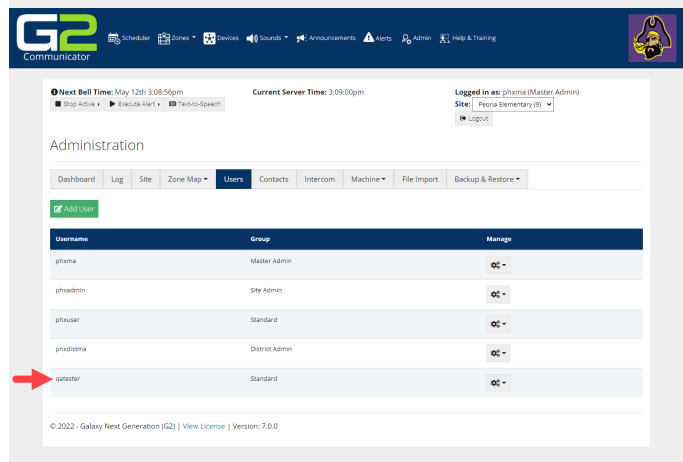 G2
Communicator
Scheduler Zones Devices Sounds Announcements Alerts Admin Help & Training
Next Bell Time: May 12th 3:08:56pm Current Server Time: 3:09:00pm Logged in as: phxma (Master Admin)
Stop Active Execute Alert Text-to-Speech Site: Peoria Elementary (9)
Logout
Administration
Dashboard Log Site Zone Map Users Contacts Intercom Machine File Import Backup & Restore
Add User
Username Group Manage
phxma Master Admin
phxadmin Site Admin
phxuser Standard
phxdistma District Admin
qatester Standard
© 2022 - Galaxy Next Generation (G2) | View License | Version: 7.0.0